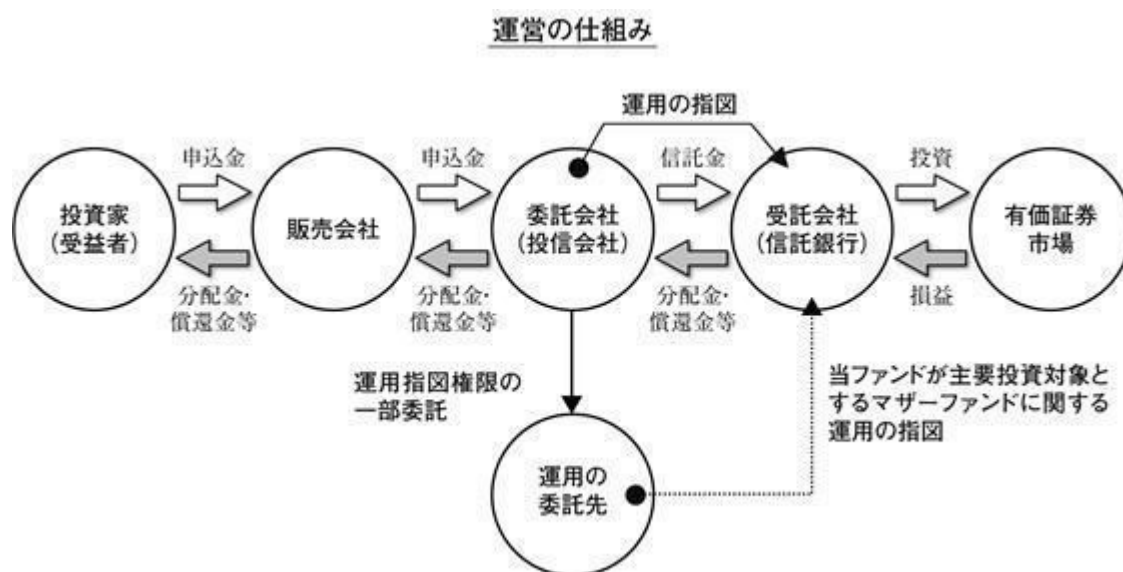 運営の仕組み
運用の指図
申込金
申込金
信託金
投資
投資家
(受益者)
販売会社
委託会社
(投信会社)
受託会社
(信託銀行)
有価証券
市場
分配金・
償還金等
分配金・
償還金等
分配金・
償還金等
損益
運用指図権限の
一部委託
当ファンドが主要投資対象と
するマザーファンドに関する
運用の指図
運用の
委託先